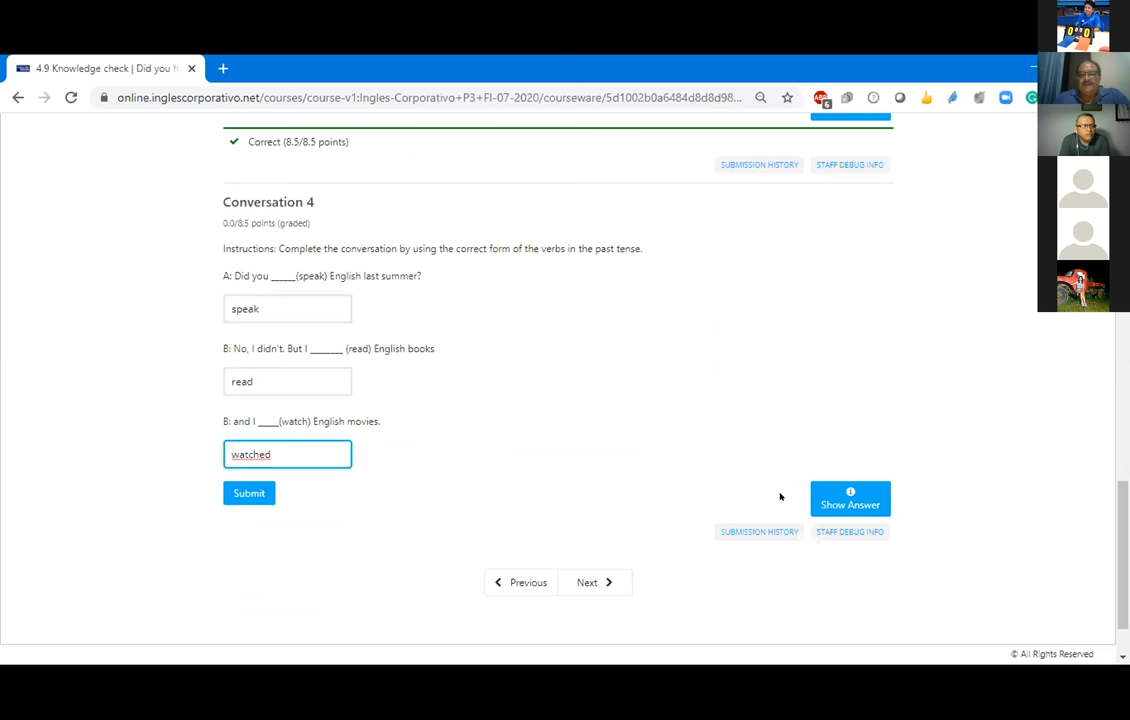 4.9 Knowledge check | Did you h
online.inglescorporativo.net/courses/course-v1:Ingles-Corporativo+P3+FI-07-2020/courseware/5d1002b0a6484d8d8d98...
6
Correct (8.5/8.5 points)
SUBMISSION HISTORY
STAFF DEBUG INFO
Conversation 4
0.0/8.5 points (graded)
Instructions: Complete the conversation by using the correct form of the verbs in the past tense.
A: Did you ______(speak) English last summer?
speak
B: No, I didn't. But I ________ (read) English books
read
B: and I _____(watch) English movies.
watched
Submit
Show Answer
SUBMISSION HISTORY
STAFF DEBUG INFO
Previous
Next
© All Rights Reserved